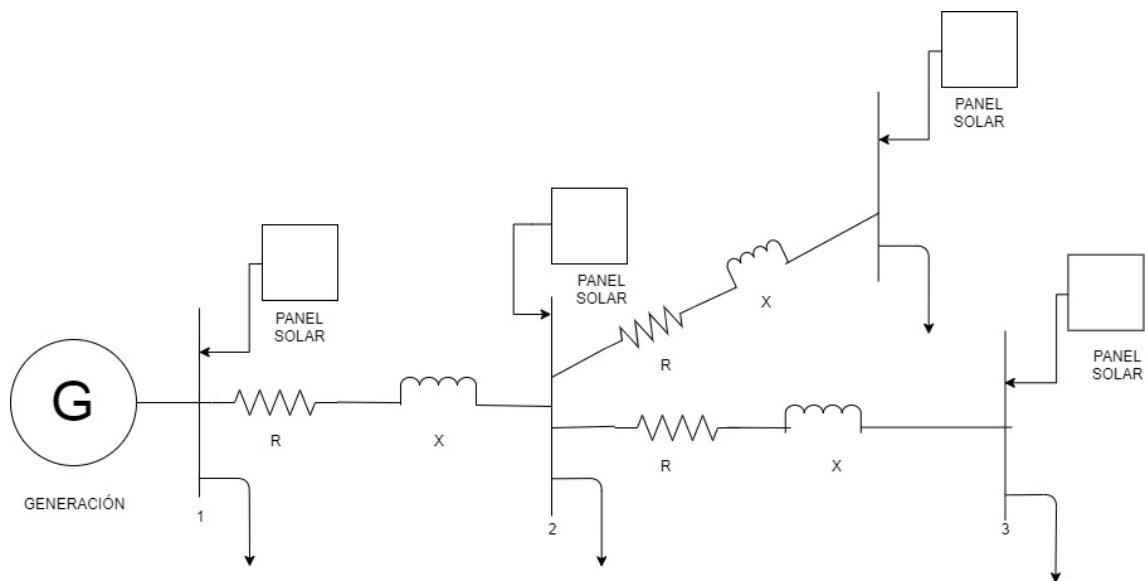 PANEL
SOLAR
PANEL
SOLAR
PANEL
SOLAR
PANEL
SOLAR
X
R
G
R
X
R
X
GENERACIÓN
1
2
3